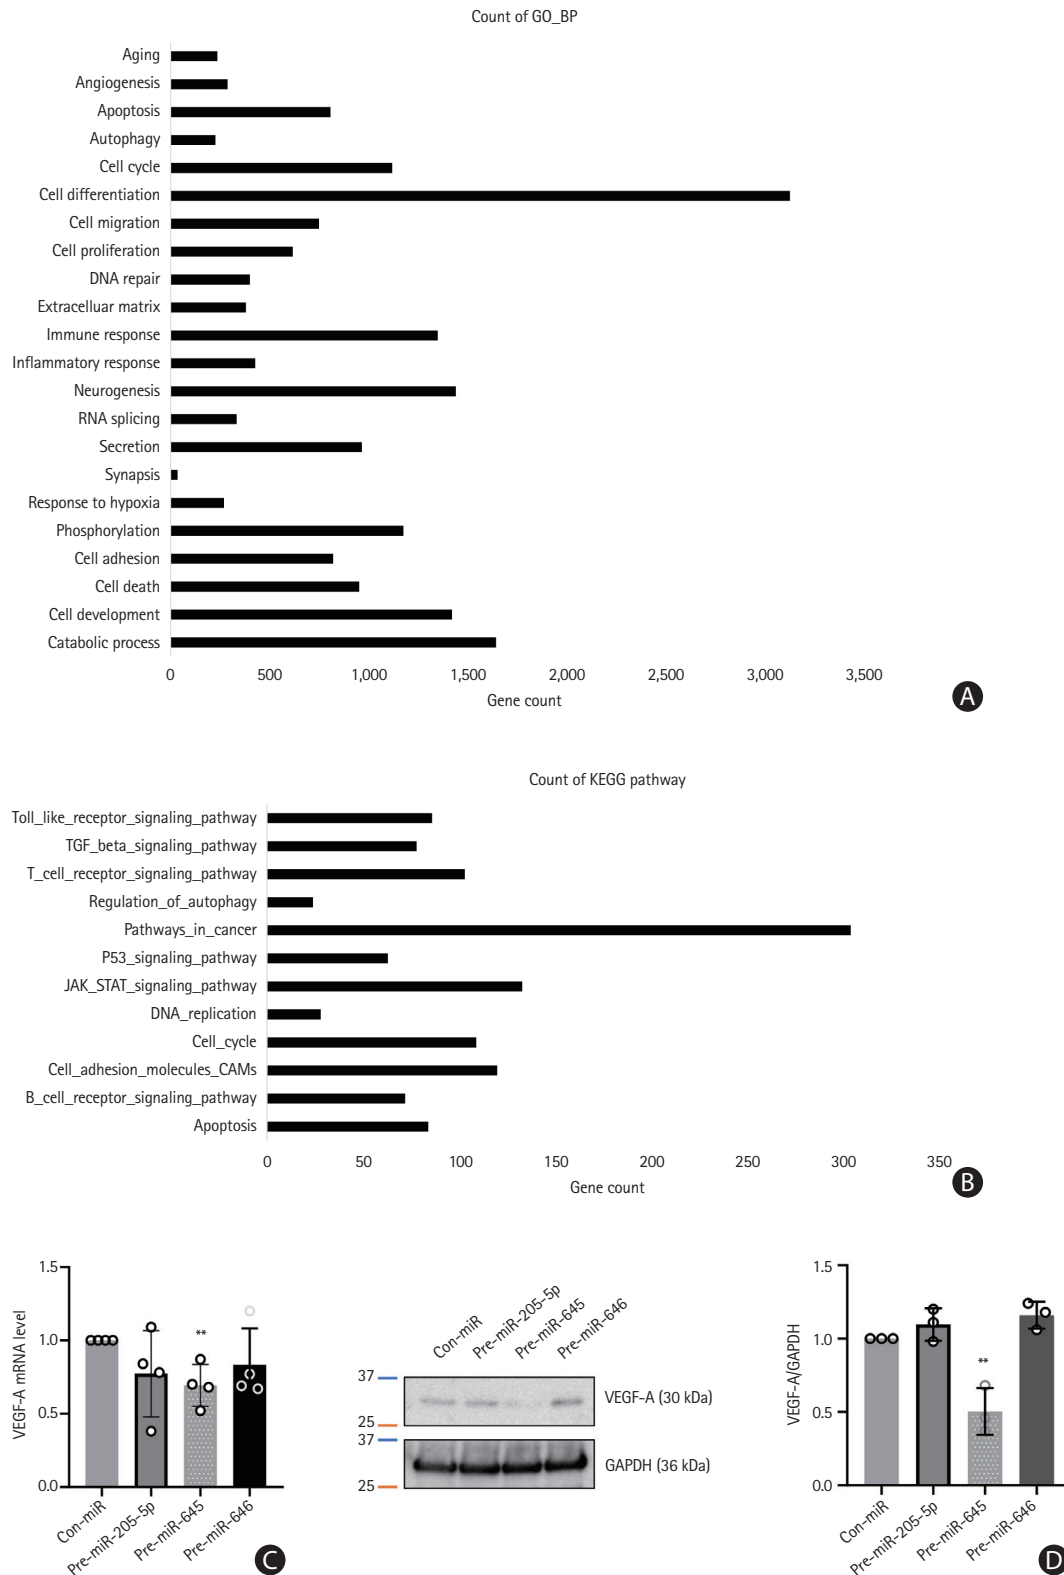 Count of GO_BP
Aging
Angiogenesis
Apoptosis
Autophagy
Cell cycle
Cell differentiation
Cell migration
Cell proliferation
DNA repair
Extracelluar matrix
Immune response
Inflammatory response
Neurogenesis
RNA splicing
Secretion
Synapsis
Response to hypoxia
Phosphorylation
Cell adhesion
Cell death
Cell development
Catabolic process
0 500 1,000 1,500 2,000 2,500 3,000 3,500
Gene count
A
Count of KEGG pathway
Toll_like_receptor_signaling_pathway
TGF_beta_signaling_pathway
T_cell_receptor_signaling_pathway
Regulation_of_autophagy
Pathways_in_cancer
P53_signaling_pathway
JAK_STAT_signaling_pathway
DNA_replication
Cell_cycle
Cell_adhesion_molecules_CAMs
B_cell_receptor_signaling_pathway
Apoptosis
0 50 100 150 200 250 300 350
Gene count
B
VEGF-A mRNA level
1.5
1.0
0.5
0.0
**
Con-miR
Pre-miR-205-5p
Pre-miR-645
Pre-miR-646
C
Con-miR
Pre-miR-205-5p
Pre-miR-645
Pre-miR-646
37
25
VEGF-A (30 kDa)
37
25
GAPDH (36 kDa)
VEGF-A/GAPDH
1.5
1.0
0.5
0.0
**
Con-miR
Pre-miR-205-5p
Pre-miR-645
Pre-miR-646
D